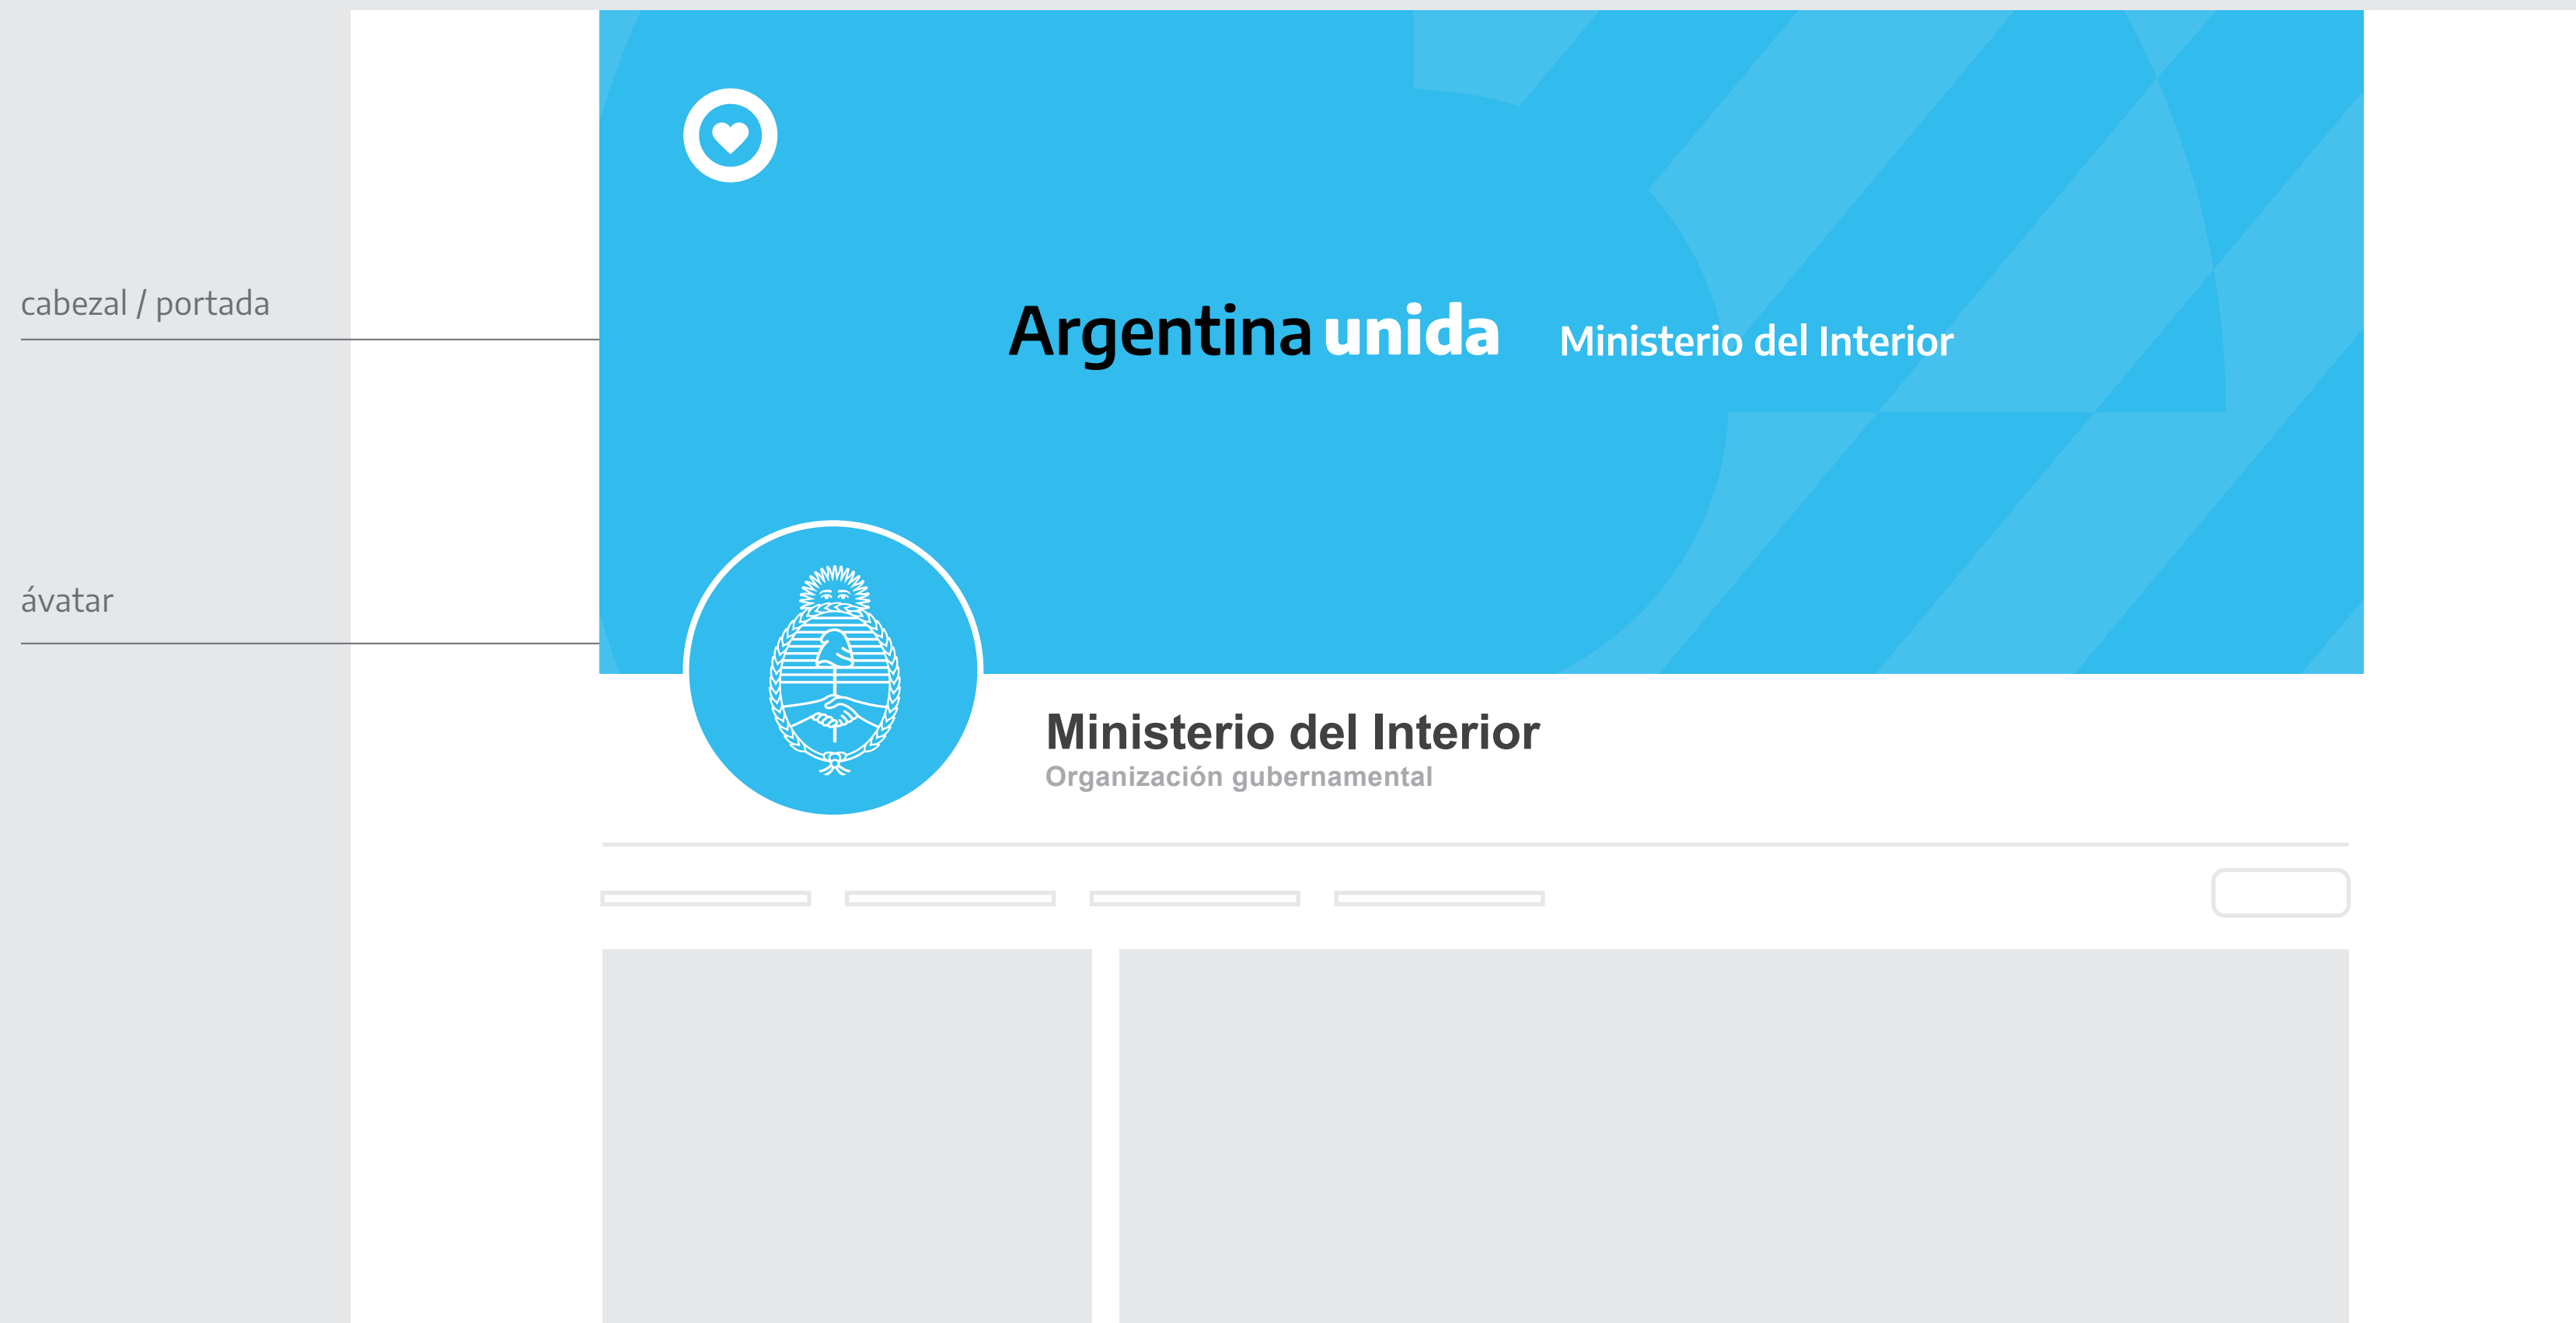 cabezal / portada
Argentina unida Ministerio del Interior
ávatar
Ministerio del Interior
Organización gubernamental